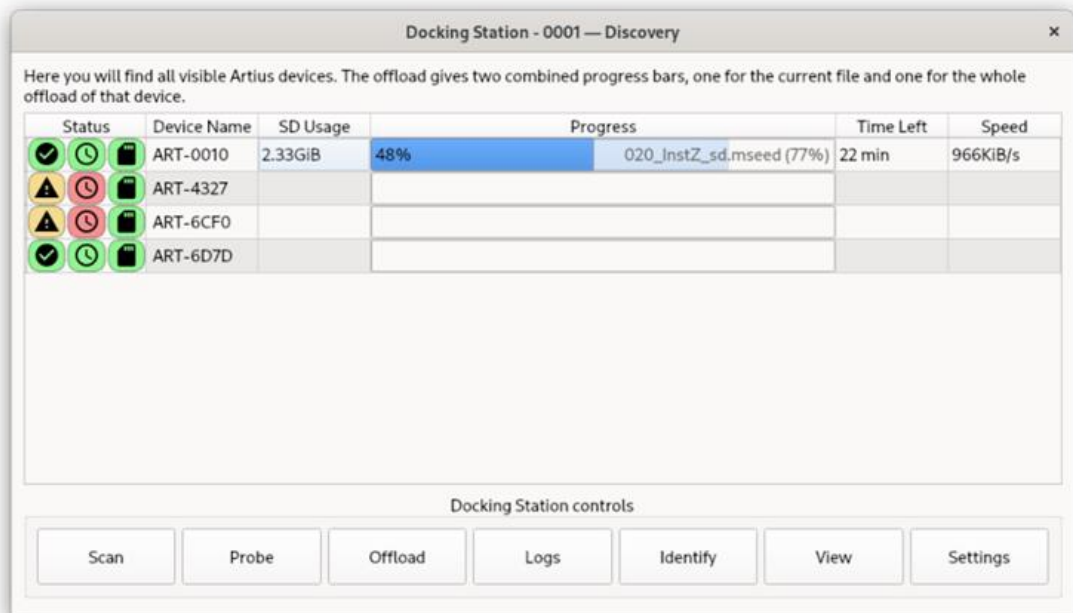 Docking Station - 0001 — Discovery ×
Here you will find all visible Artius devices. The offload gives two combined progress bars, one for the current file and one for the whole
offload of that device.
Status Device Name SD Usage Progress Time Left Speed
ART-0010 2.33GiB 48% 020_InstZ_sd.mseed (77%) 22 min 966KiB/s
ART-4327
ART-6CF0
ART-6D7D
Docking Station controls
Scan Probe Offload Logs Identify View Settings